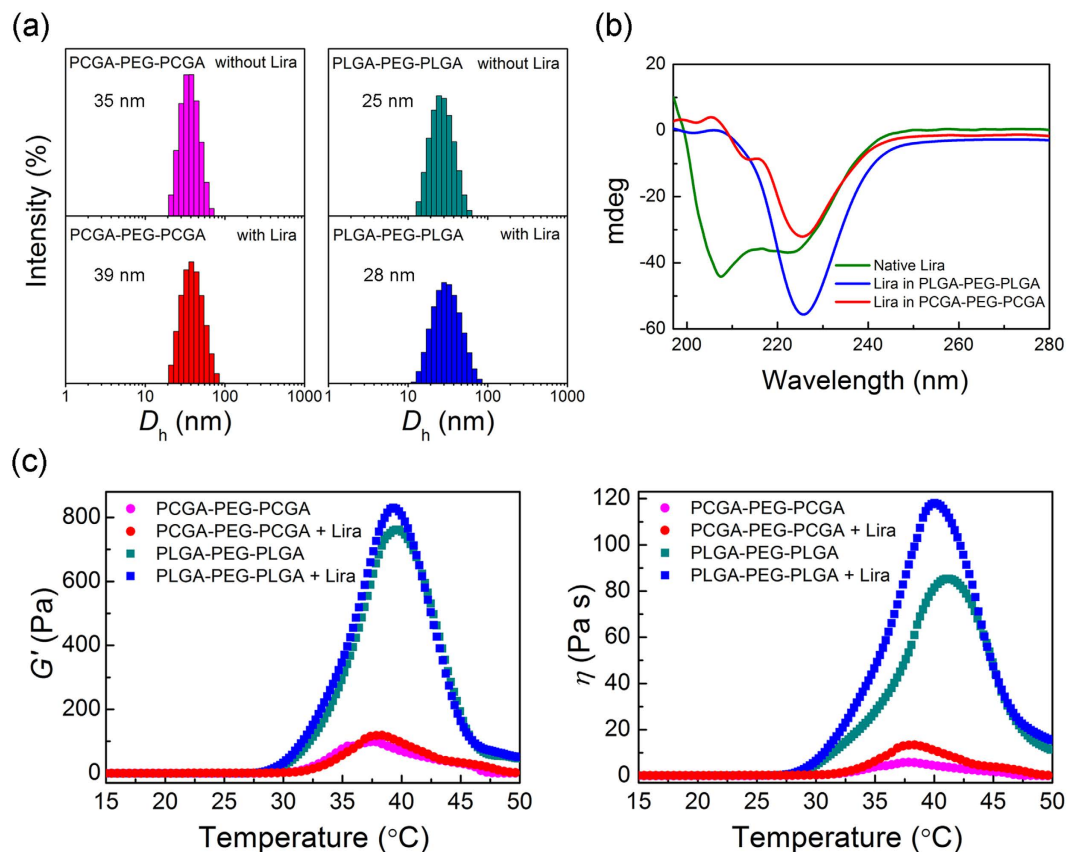 (a)
PCGA-PEG-PCGA without Lira
35 nm
PLGA-PEG-PLGA without Lira
25 nm
PCGA-PEG-PCGA with Lira
39 nm
PLGA-PEG-PLGA with Lira
28 nm
Intensity (%)
1 10 100 1000
10 100 1000
Dh (nm)
Dh (nm)
(b)
20
0
-20
-40
-60
mdeg
Native Lira
Lira in PLGA-PEG-PLGA
Lira in PCGA-PEG-PCGA
200 220 240 260 280
Wavelength (nm)
(c)
PCGA-PEG-PCGA
PCGA-PEG-PCGA + Lira
PLGA-PEG-PLGA
PLGA-PEG-PLGA + Lira
800
600
400
200
0
G' (Pa)
15 20 25 30 35 40 45 50
Temperature (°C)
PCGA-PEG-PCGA
PCGA-PEG-PCGA + Lira
PLGA-PEG-PLGA
PLGA-PEG-PLGA + Lira
120
100
80
60
40
20
0
η (Pa s)
15 20 25 30 35 40 45 50
Temperature (°C)